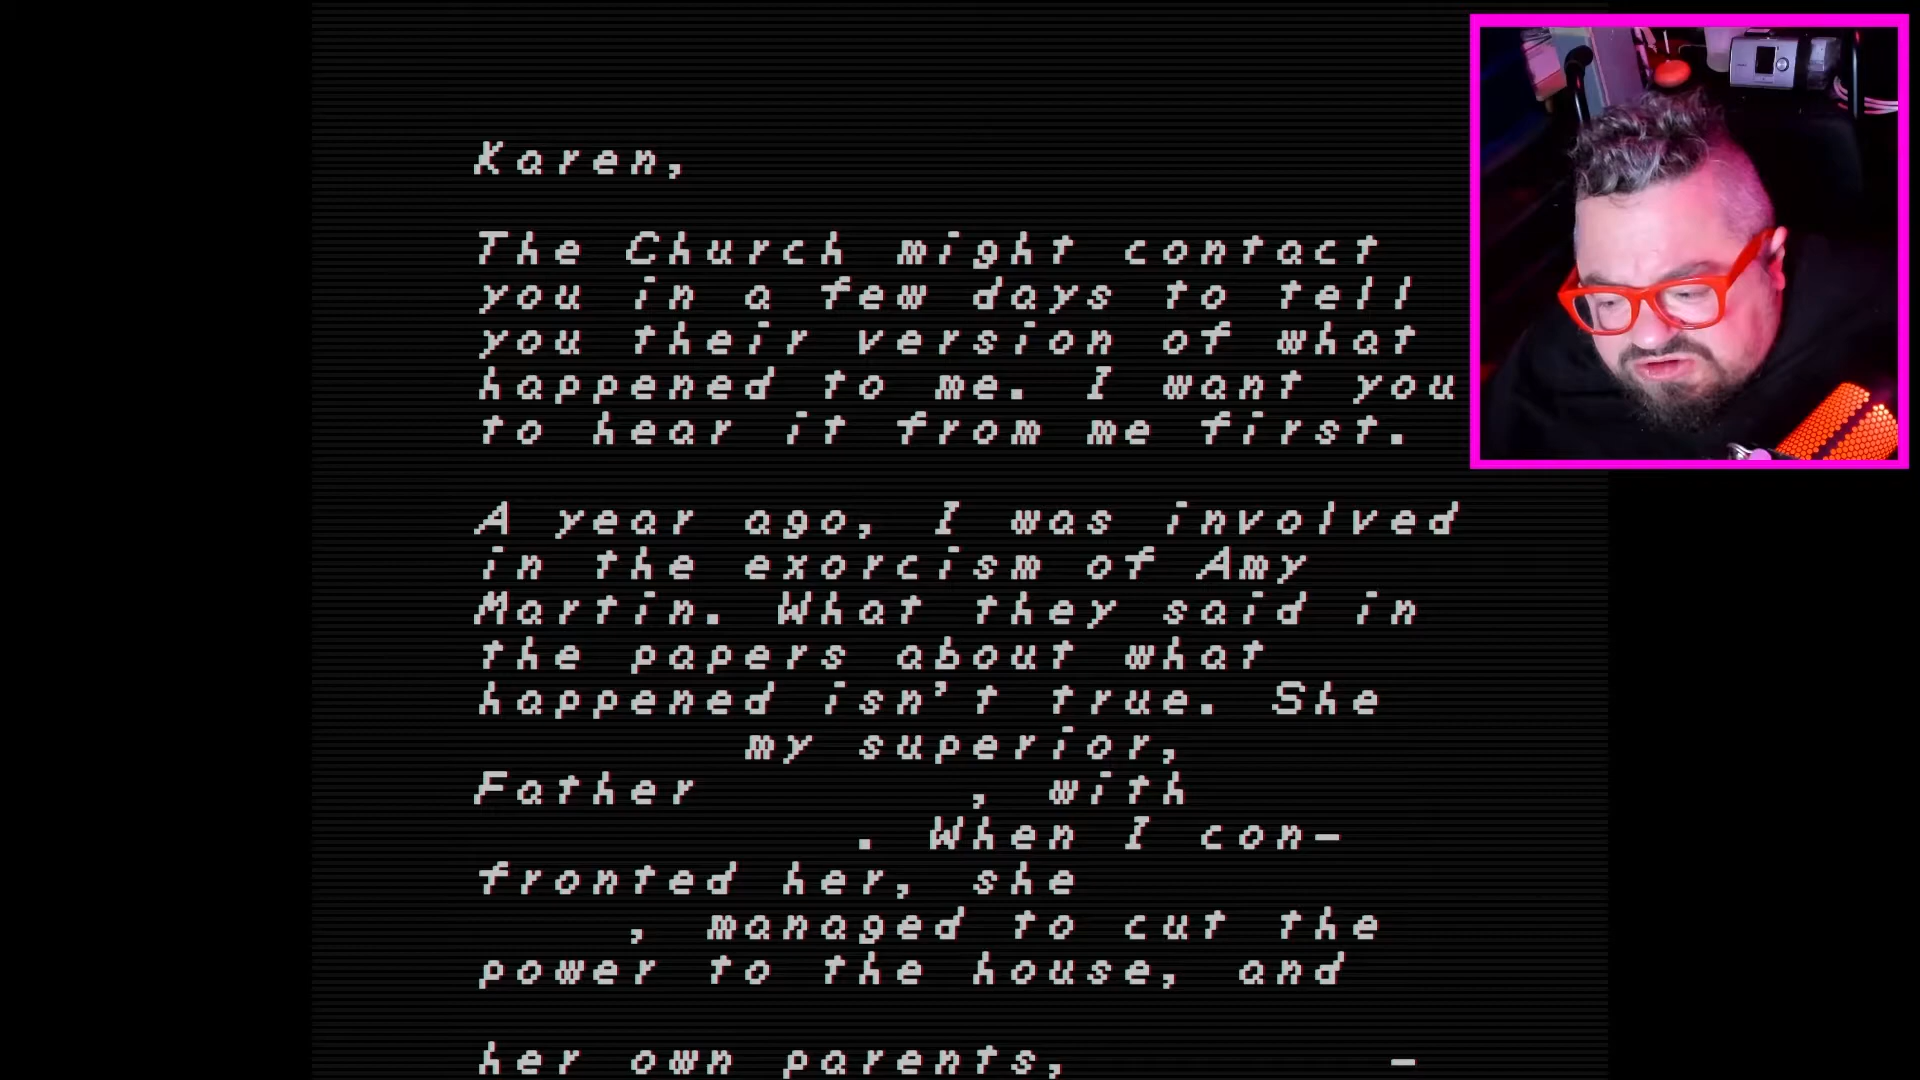 Karen,
The Church might contact
you in a few days to tell
you their version of what
happened to me. I want you
to hear it from me first.
A year ago, I was involved
in the exorcism of Amy
Martin. What they said in
the papers about what
happened isn't true. She
my superior,
Father , with
. When I con-
fronted her, she
, managed to cut the
power to the house, and
her own parents, -